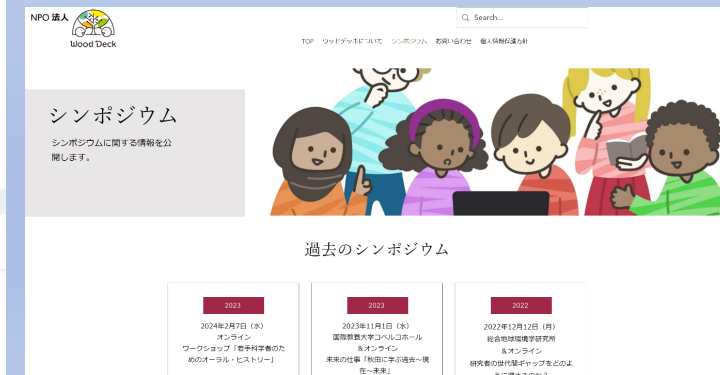 NPO 法人
Wood Deck
Search...
TOP ウッドデッキについて シンポジウム お問い合わせ 個人情報保護方針
シンポジウム
シンポジウムに関する情報を公
開します。
過去のシンポジウム
2023
2024年2月7日（水）
オンライン
ワークショップ「若手科学者のた
めのオーラル・ヒストリー」
2023
2023年11月1日（水）
国際教養大学コベルコホール
＆オンライン
未来の仕事「秋田に学ぶ過去～現
在～未来」
2022
2022年12月12日（月）
総合地球環境学研究所
＆オンライン
研究者の世代間ギャップをどのよ
うに埋めるのか？